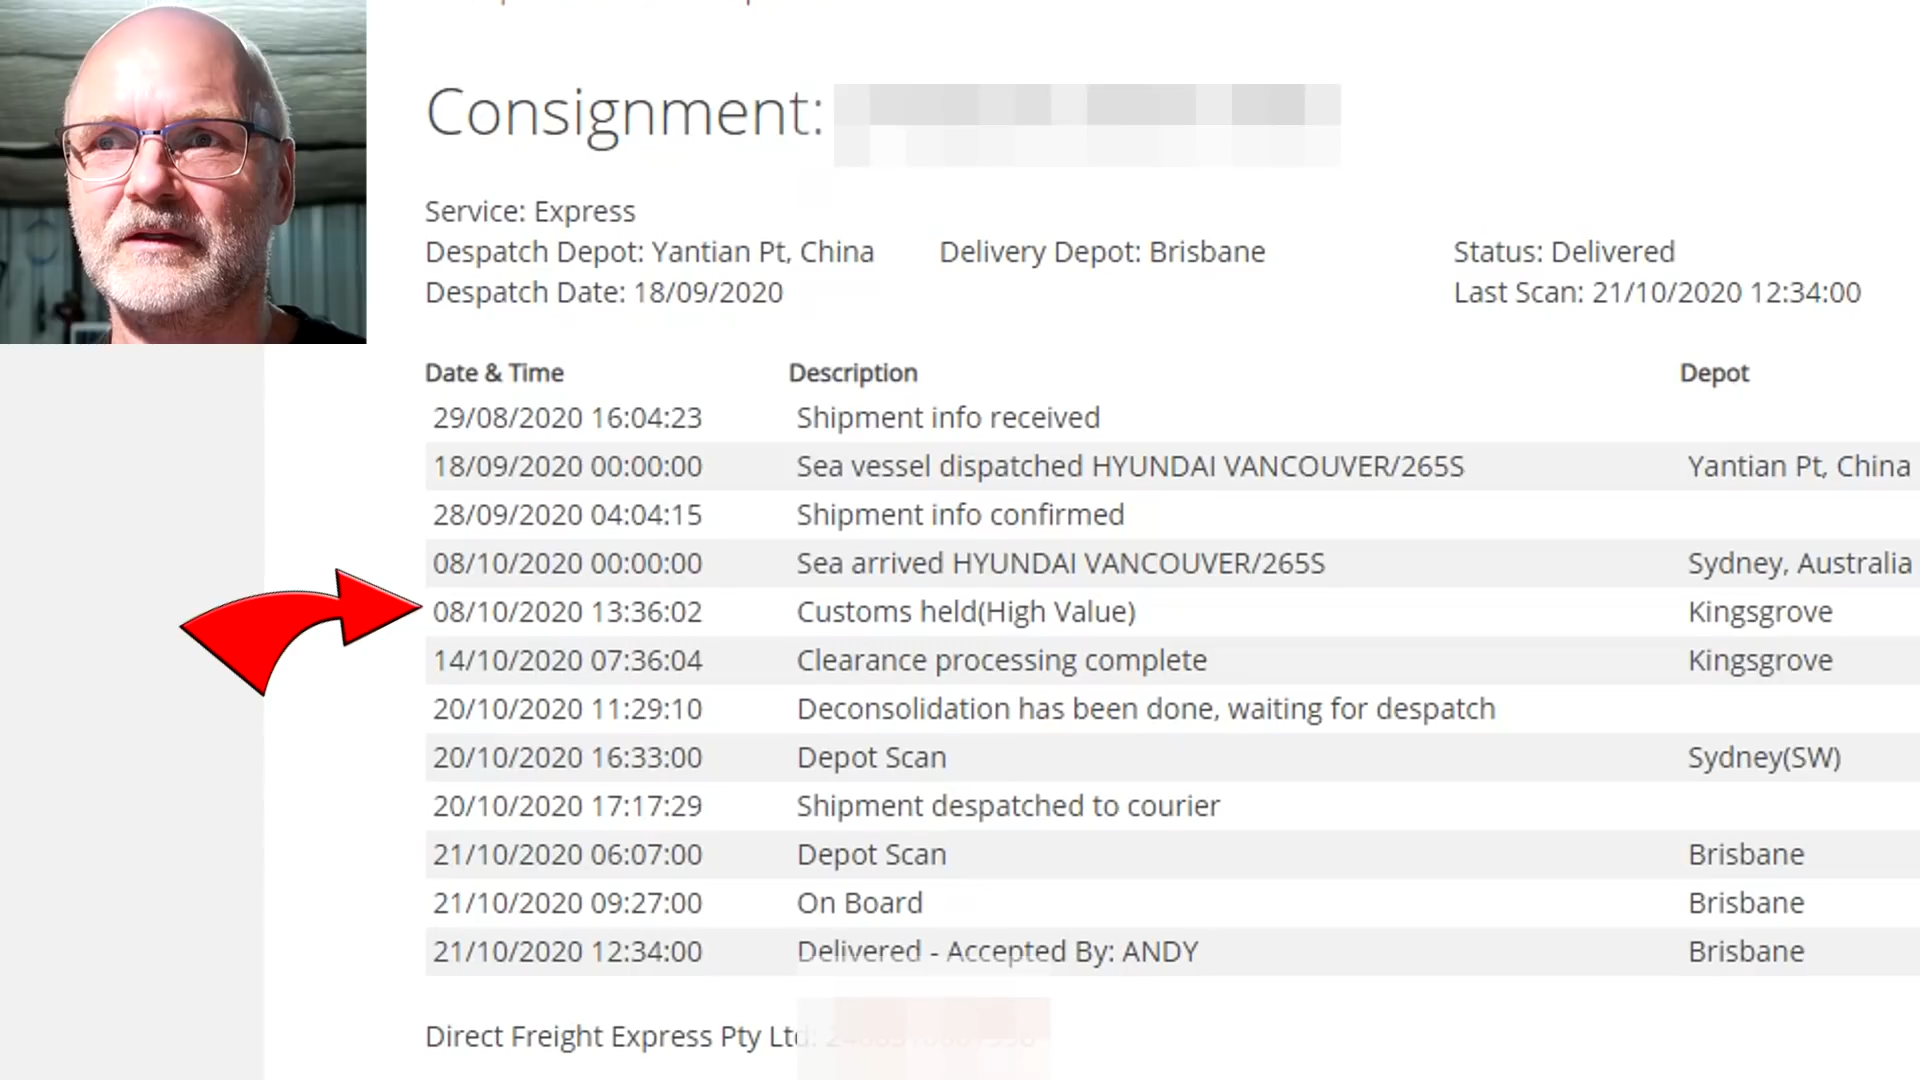 Consignment:
Service: Express
Despatch Depot: Yantian Pt, China Delivery Depot: Brisbane Status: Delivered
Despatch Date: 18/09/2020 Last Scan: 21/10/2020 12:34:00
Date & Time Description Depot
29/08/2020 16:04:23 Shipment info received
18/09/2020 00:00:00 Sea vessel dispatched HYUNDAI VANCOUVER/265S Yantian Pt, China
28/09/2020 04:04:15 Shipment info confirmed
08/10/2020 00:00:00 Sea arrived HYUNDAI VANCOUVER/265S Sydney, Australia
08/10/2020 13:36:02 Customs held(High Value) Kingsgrove
14/10/2020 07:36:04 Clearance processing complete Kingsgrove
20/10/2020 11:29:10 Deconsolidation has been done, waiting for despatch
20/10/2020 16:33:00 Depot Scan Sydney(SW)
20/10/2020 17:17:29 Shipment despatched to courier
21/10/2020 06:07:00 Depot Scan Brisbane
21/10/2020 09:27:00 On Board Brisbane
21/10/2020 12:34:00 Delivered - Accepted By: ANDY Brisbane
Direct Freight Express Pty Ltd: